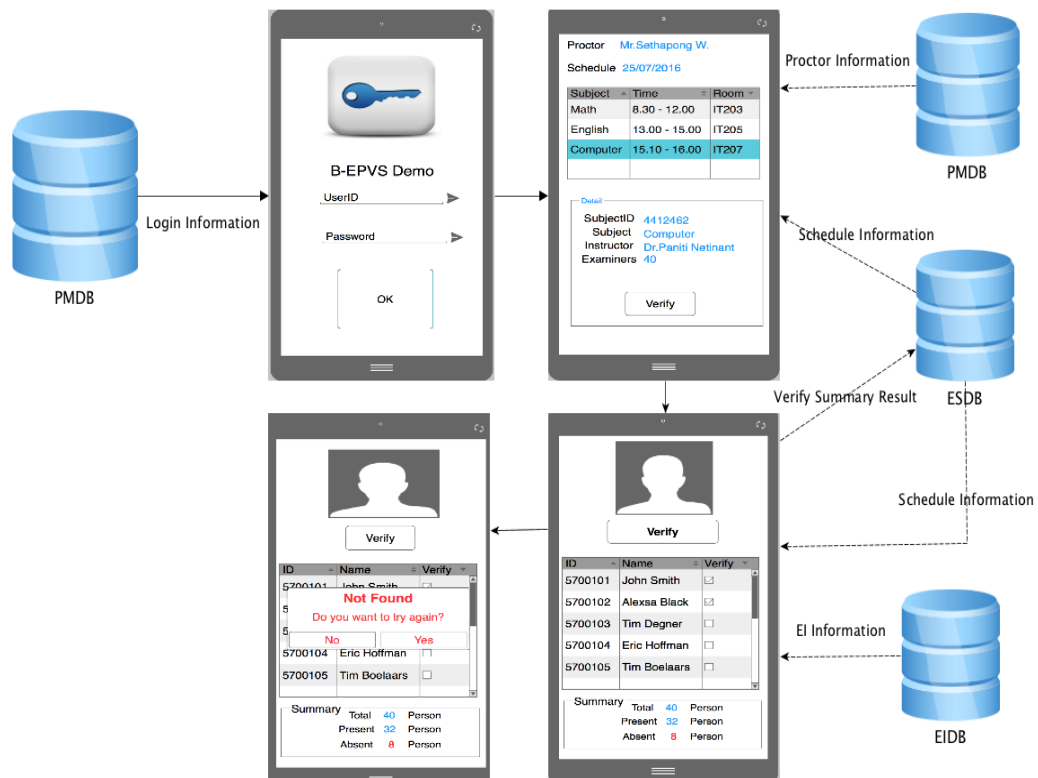 PMDB
Login Information
B-EPVS Demo
UserID
Password
OK
Proctor Mr.Sethapong W.
Schedule 25/07/2016
Subject Time Room
Math 8.30 - 12.00 IT203
English 13.00 - 15.00 IT205
Computer 15.10 - 16.00 IT207
Detail
SubjectID 4412462
Subject Computer
Instructor Dr.Paniti Netinant
Examiners 40
Verify
Proctor Information
PMDB
Schedule Information
ESDB
Verify Summary Result
Schedule Information
EI Information
EIDB
Verify
ID Name Verify
5700101 John Smith
5700102 Alexsa Black
5700103 Tim Degner
5700104 Eric Hoffman
5700105 Tim Boelaars
Summary
Total 40 Person
Present 32 Person
Absent 8 Person
Verify
ID Name Verify
5700101 John Smith
Not Found
Do you want to try again?
No Yes
5700104 Eric Hoffman
5700105 Tim Boelaars
Summary
Total 40 Person
Present 32 Person
Absent 8 Person